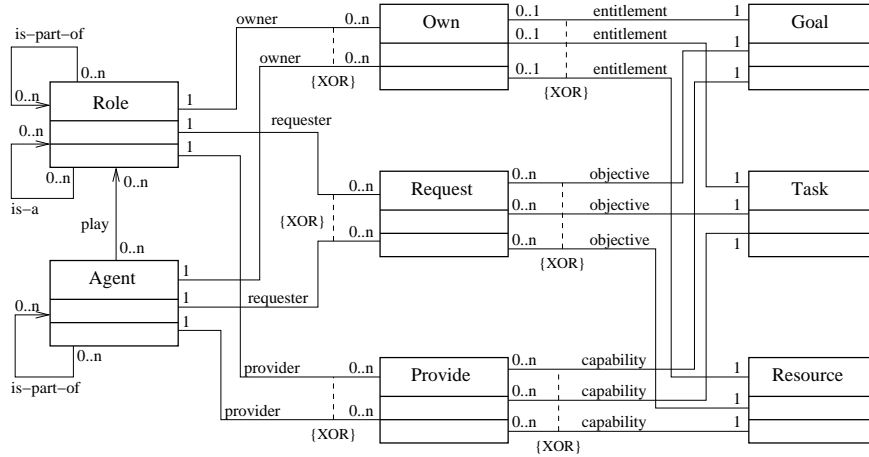 owner 0..n Own 0..1 entitlement 1 Goal
is–part–of
0..n 0..1 1
owner 0..n entitlement
0..n {XOR} 0..1 {XOR} entitlement 1
Role 1
0..n 1 requester
1
0..n 0..n 0..n Request 0..n objective 1 Task
is–a 0..n objective 1
play {XOR}
0..n 0..n 0..n objective 1
{XOR}
Agent 1
0..n 1 requester
1
0..n
is–part–of provider 0..n Provide 0..n capability 1 Resource
0..n capability 1
provider 0..n 0..n capability 1
{XOR} {XOR}